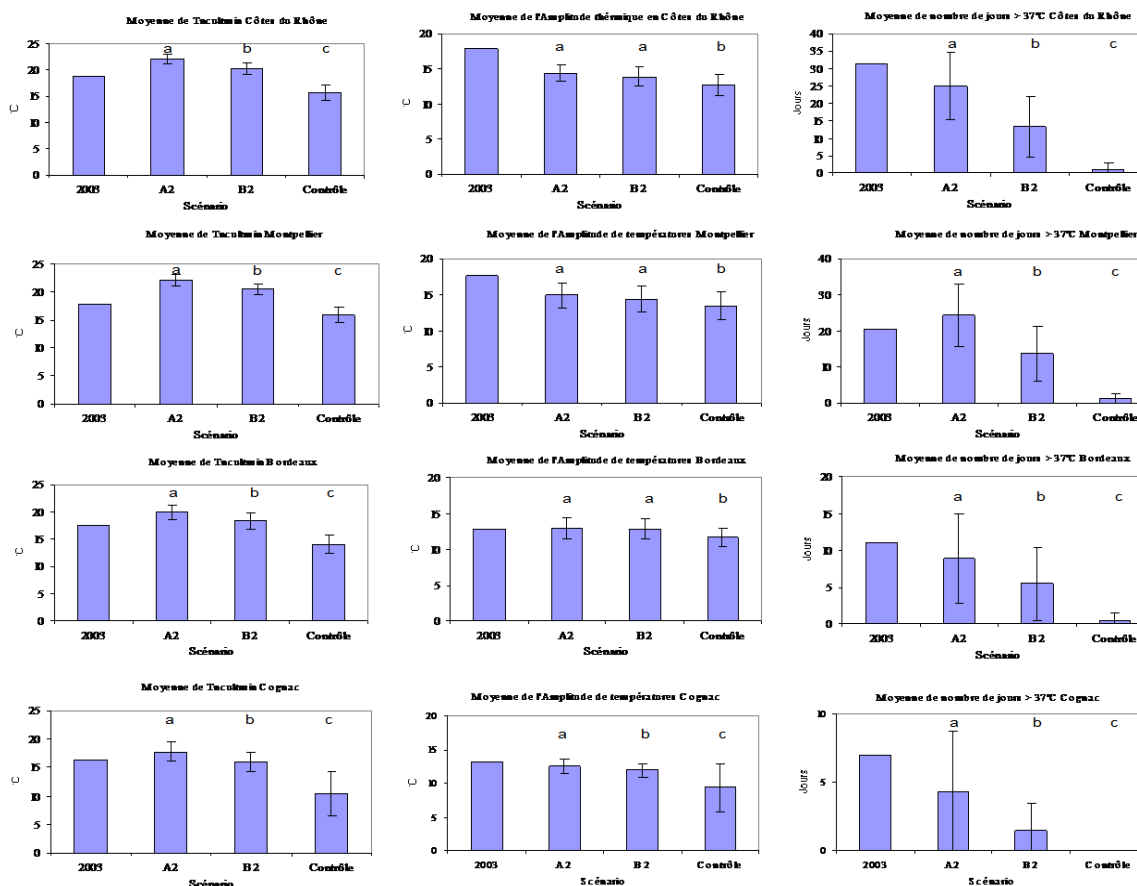 Moyenne de Côtes du Rhône
25
20
15
10
5
0
°C
a b c
2003 A2 B2 Contrôle
Scénario
Moyenne de l'Amplitude thérmique en Côtes du Rhône
20
15
10
5
0
°C
a a b
2003 A2 B2 Contrôle
Scénario
Moyenne de nombre de jours > 37°C Côtes du Rhône
40
35
30
25
20
15
10
5
0
Jours
a b c
2003 A2 B2 Contrôle
Scénario
Moyenne de Montpellier
25
20
15
10
5
0
°C
a b c
2003 A2 B2 Contrôle
Scénario
Moyenne de l'Amplitude de températures Montpellier
20
15
10
5
0
°C
a a b
2003 A2 B2 Contrôle
Scénario
Moyenne de nombre de jours > 37°C Montpellier
40
30
20
10
0
Jours
a b c
2003 A2 B2 Contrôle
Scénario
Moyenne de Bordeaux
25
20
15
10
5
0
°C
a b c
2003 A2 B2 Contrôle
Scénario
Moyenne de l'Amplitude de températures Bordeaux
20
15
10
5
0
°C
a a b
2003 A2 B2 Contrôle
Scénario
Moyenne de nombre de jours > 37°C Bordeaux
20
15
10
5
0
Jours
a b c
2003 A2 B2 Contrôle
Scénario
Moyenne de Cognac
25
20
15
10
5
0
°C
a b c
2003 A2 B2 Contrôle
Scénario
Moyenne de l'Amplitude de températures Cognac
20
15
10
5
0
°C
a b c
2003 A2 B2 Contrôle
Scénario
Moyenne de nombre de jours > 37°C Cognac
10
5
0
Jours
a b c
2003 A2 B2 Contrôle
Scénario